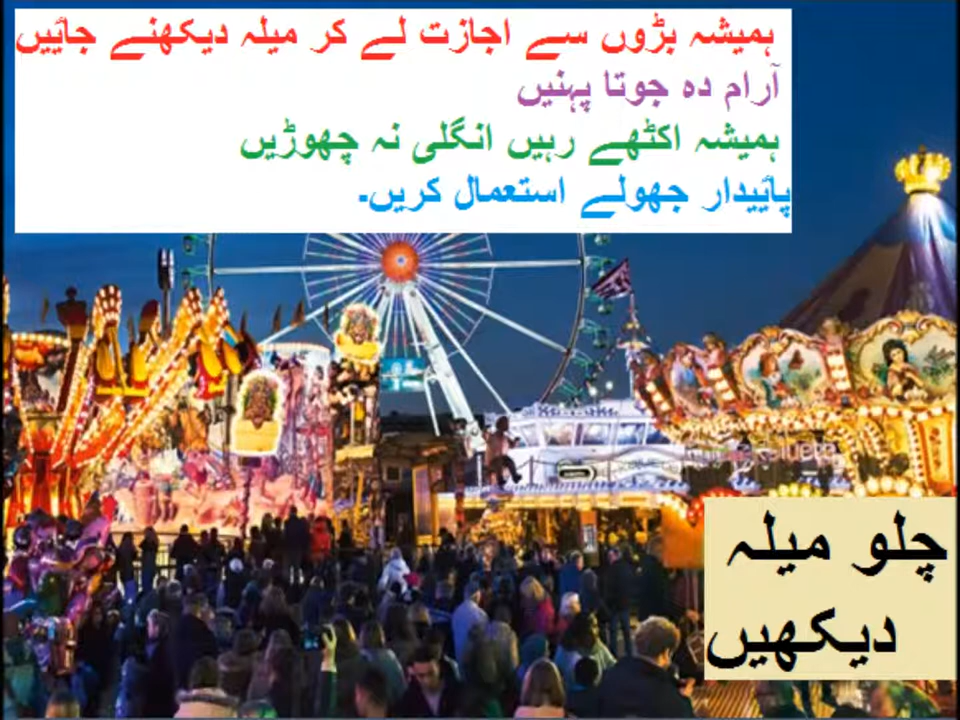 ہمیشہ بڑوں سے اجازت لے کر میلہ دیکھنے جائیں
آرام دہ جوتا پہنیں
ہمیشہ اکٹھے رہیں انگلی نہ چھوڑیں
پائیدار جھولے استعمال کریں۔
چلو میلہ
دیکھیں